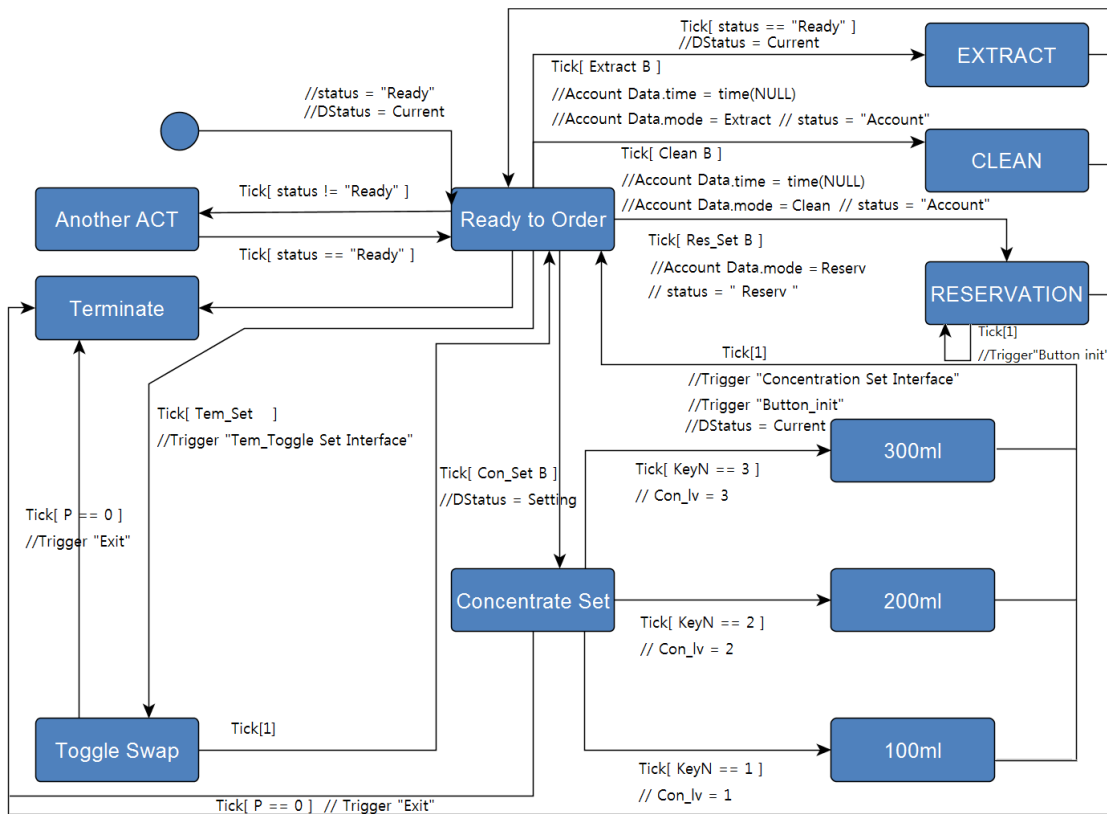 Tick[ status == "Ready" ]
//DStatus = Current
EXTRACT
Tick[ Extract B ]
//Account Data.time = time(NULL)
//Account Data.mode = Extract // status = "Account"
//status = "Ready"
//DStatus = Current
Tick[ Clean B ]
//Account Data.time = time(NULL)
//Account Data.mode = Clean // status = "Account"
CLEAN
Tick[ status != "Ready" ]
Another ACT
Ready to Order
Tick[ status == "Ready" ]
Tick[ Res_Set B ]
//Account Data.mode = Reserv
// status = " Reserv "
RESERVATION
Terminate
Tick[1]
//Trigger"Button init"
Tick[1]
//Trigger "Concentration Set Interface"
//Trigger "Button_init"
//DStatus = Current
Tick[ Tem_Set    ]
//Trigger "Tem_Toggle Set Interface"
300ml
Tick[ Con_Set B ]
//DStatus = Setting
Tick[ KeyN == 3 ]
// Con_lv = 3
Tick[ P == 0 ]
//Trigger "Exit"
Concentrate Set
200ml
Tick[ KeyN == 2 ]
// Con_lv = 2
Toggle Swap
Tick[1]
100ml
Tick[ KeyN == 1 ]
// Con_lv = 1
Tick[ P == 0 ]  // Trigger "Exit"